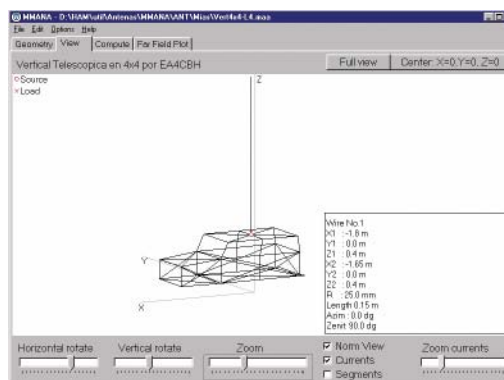 MMANA - D:\HAM\util\Antenas\MMANA\ANT\Mias\Vert4x4-L4.maa
File Edit Options Help
Geometry View Compute Far Field Plot
Vertical Telescopica en 4x4 por EA4CBH
Full view
Center: X=0,Y=0, Z=0
Source
Load
Z
Y
X
Wire No.1
X1 :-1.8 m
Y1 :0.0 m
Z1 :0.4 m
X2 :-1.65 m
Y2 :0.0 m
Z2 :0.4 m
R :25.0 mm
Length 0.15 m
Azim : 0.0 dg
Zenit 90.0 dg
Horizontal rotate
Vertical rotate
Zoom
Norm View
Currents
Segments
Zoom currents